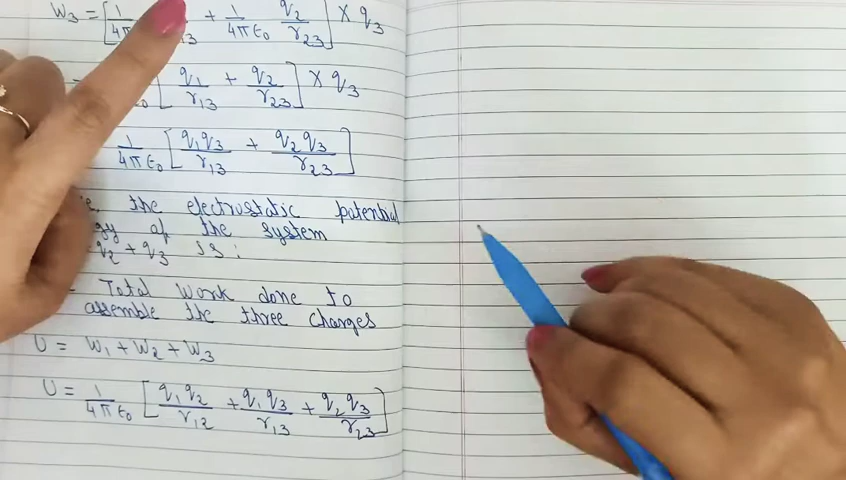 W3 = [ 1/4π 13 + 1/4πε0 q2/r23 ] × q3
[ q1/r13 + q2/r23 ] × q3
1/4πε0 [ q1q3/r13 + q2q3/r23 ]
the electrostatic potential
of the system
q2 + q3 is :
Total work done to
assemble the three charges
U = W1 + W2 + W3
U = 1/4πε0 [ q1q2/r12 + q1q3/r13 + q2q3/r23 ]